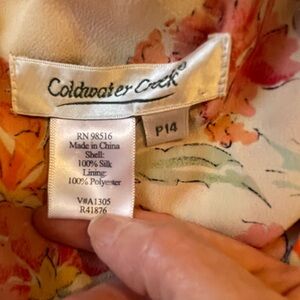 Coldwater Creek®
P14
RN 98516
Made in China
Shell:
100% Silk
Lining:
100% Polyester
V#A1305
R41876